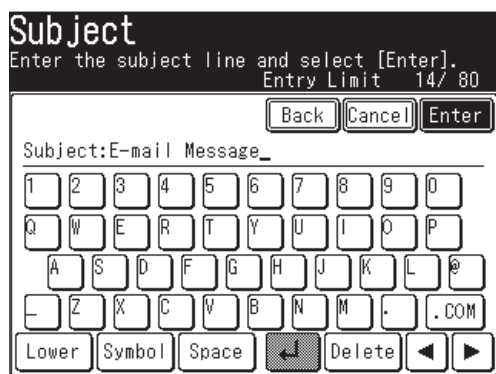 Subject
Enter the subject line and select [Enter].
Entry Limit 14/ 80
Back Cancel Enter
Subject:E-mail Message_
1 2 3 4 5 6 7 8 9 0
Q W E R T Y U I O P
A S D F G H J K L @
_ Z X C V B N M . .COM
Lower Symbol Space ↵ Delete ◀ ▶